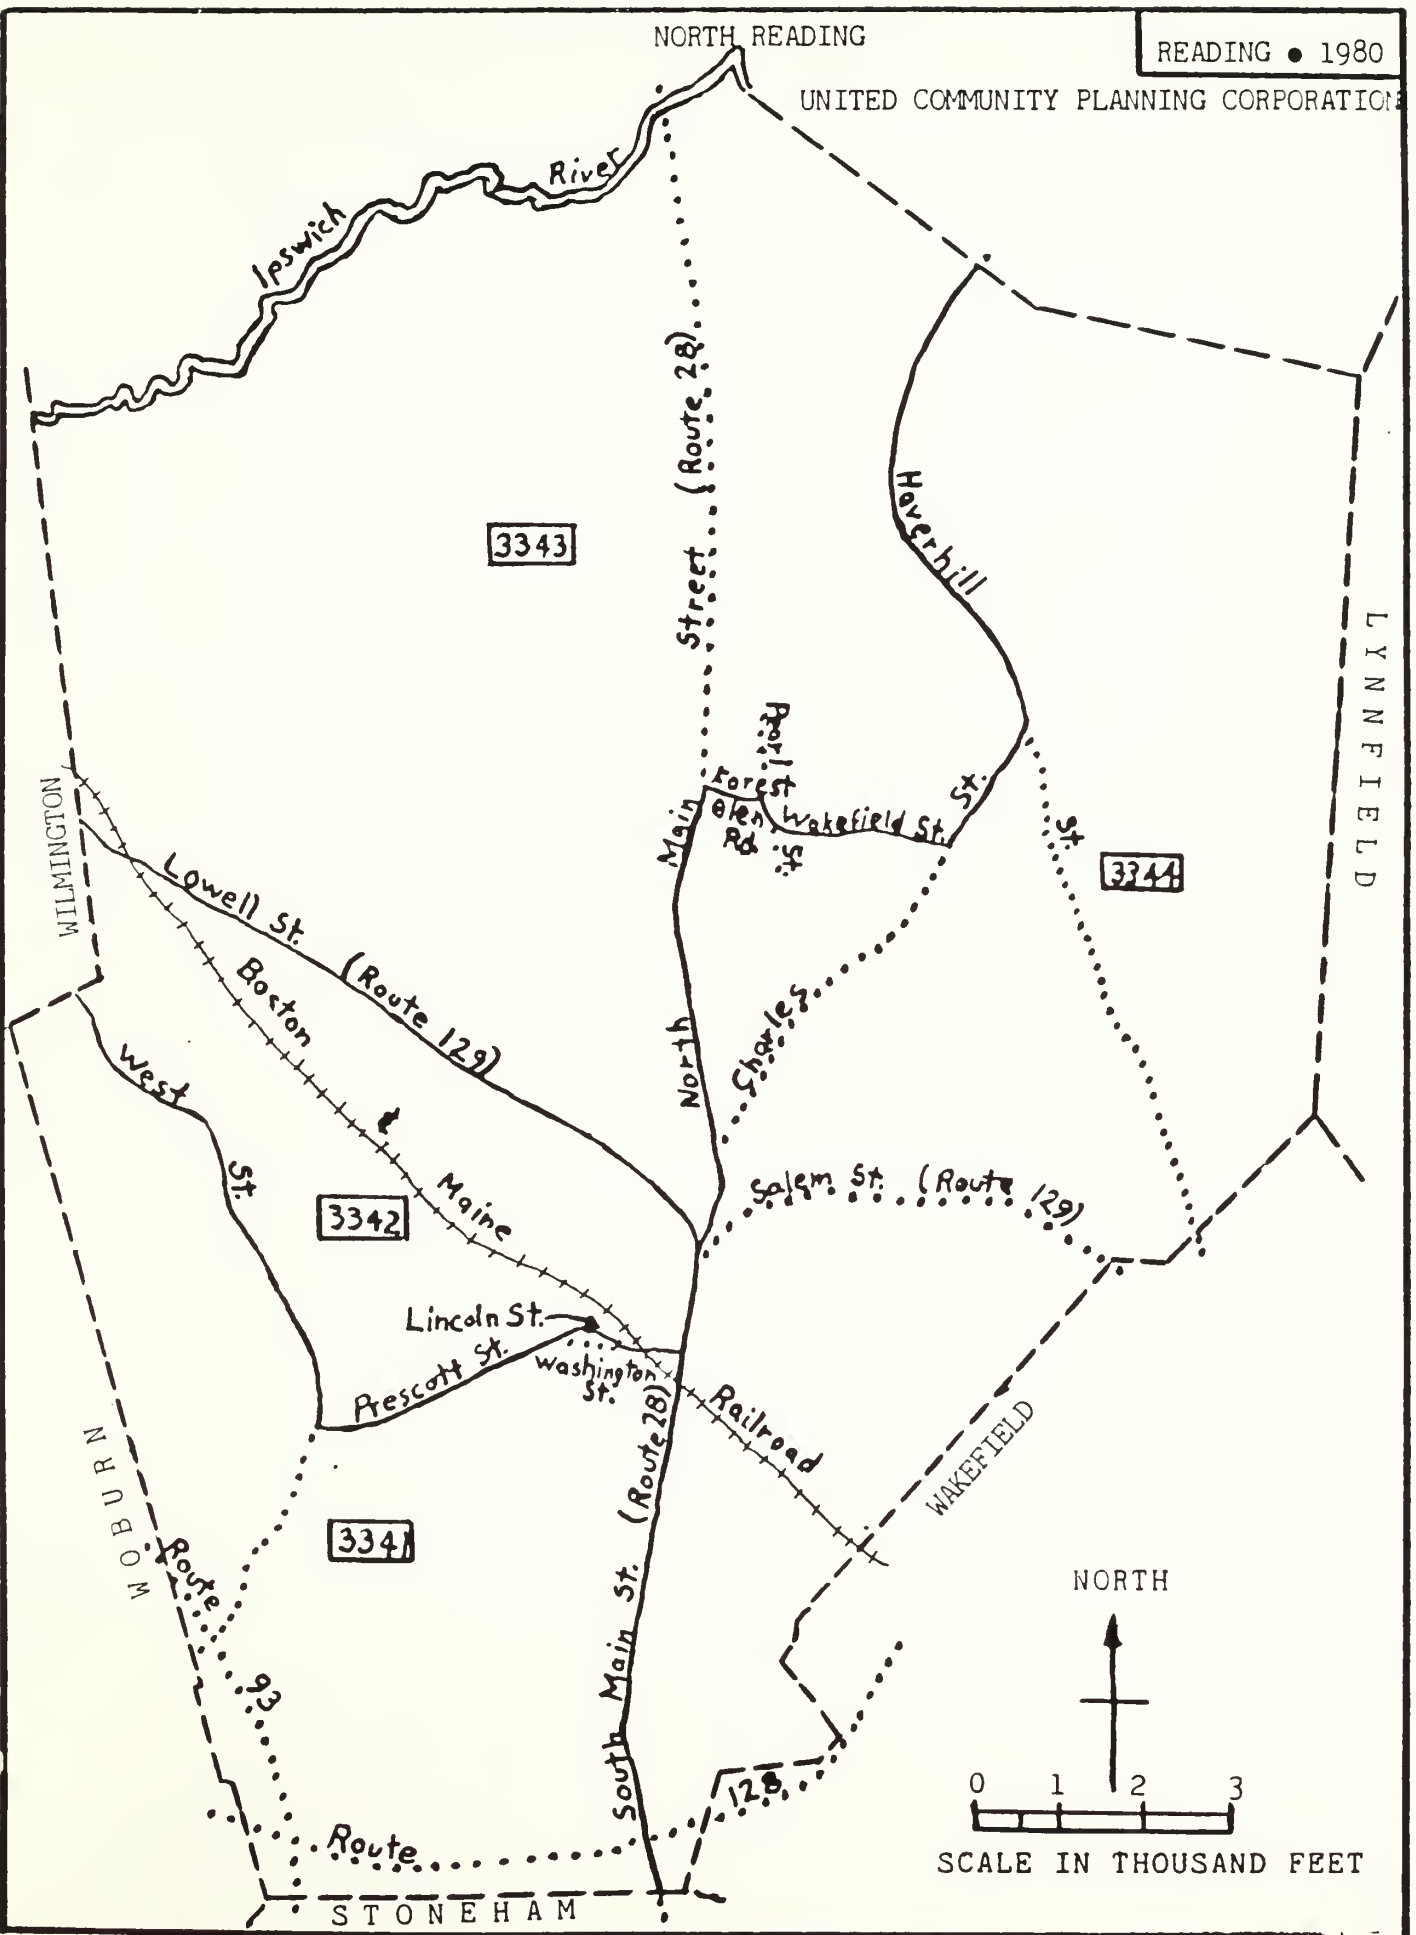 NORTH READING
READING • 1980
UNITED COMMUNITY PLANNING CORPORATION
Ipswich River
Street (Route 28)
3343
Haverhill
St.
LYNNFIELD
Pearl
St.
Forest
Glen
Rd.
Wakefield St.
St.
3344
WILMINGTON
Main
North
Lowell St. (Route 129)
Boston & Maine Railroad
Charles
West St.
Salem St. (Route 129)
3342
Lincoln St.
Prescott St.
Washington
St.
South Main St. (Route 28)
WAKEFIELD
WOBURN
3341
Route 93
Route 128
STONEHAM
NORTH
0 1 2 3
SCALE IN THOUSAND FEET